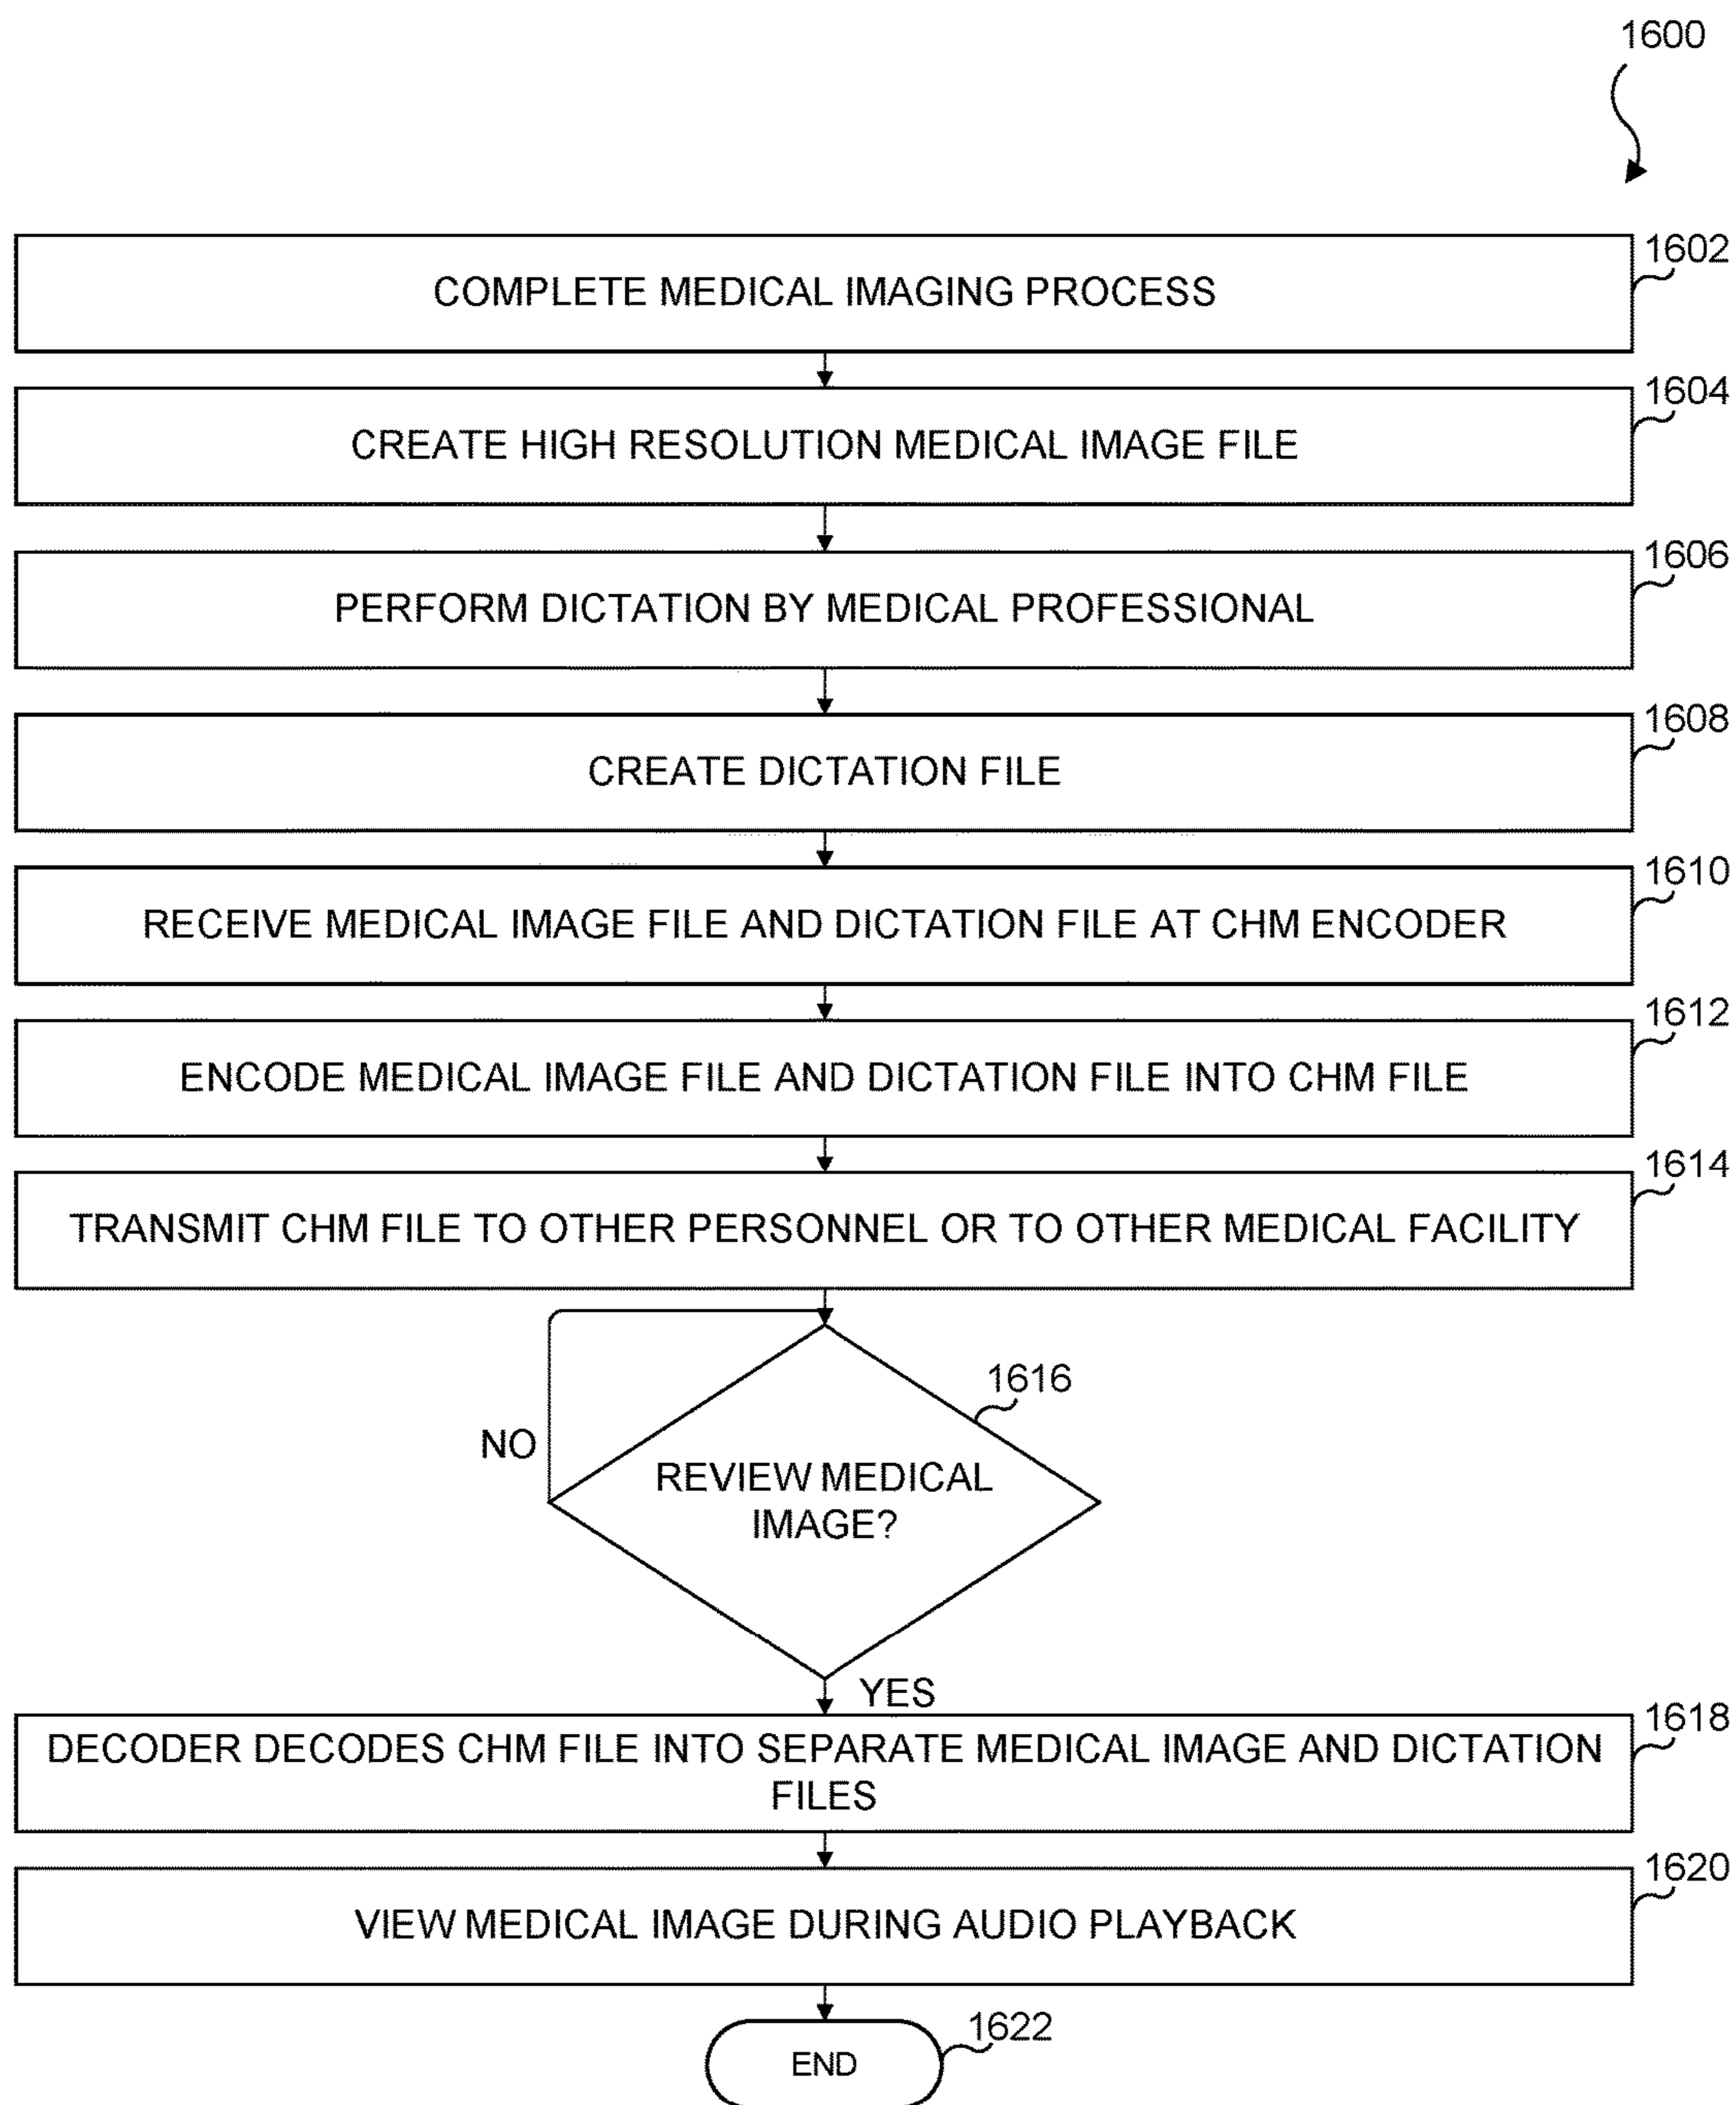 1600
1602
COMPLETE MEDICAL IMAGING PROCESS
1604
CREATE HIGH RESOLUTION MEDICAL IMAGE FILE
1606
PERFORM DICTATION BY MEDICAL PROFESSIONAL
1608
CREATE DICTATION FILE
1610
RECEIVE MEDICAL IMAGE FILE AND DICTATION FILE AT CHM ENCODER
1612
ENCODE MEDICAL IMAGE FILE AND DICTATION FILE INTO CHM FILE
1614
TRANSMIT CHM FILE TO OTHER PERSONNEL OR TO OTHER MEDICAL FACILITY
1616
NO
REVIEW MEDICAL
IMAGE?
YES
1618
DECODER DECODES CHM FILE INTO SEPARATE MEDICAL IMAGE AND DICTATION
FILES
1620
VIEW MEDICAL IMAGE DURING AUDIO PLAYBACK
1622
END